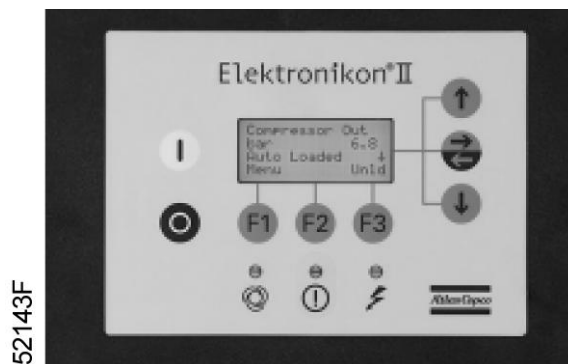 Elektronikon®II
Compressor Out
bar 6.8
Auto Loaded ↓
Menu Unld
F1 F2 F3
Atlas Copco
52143F